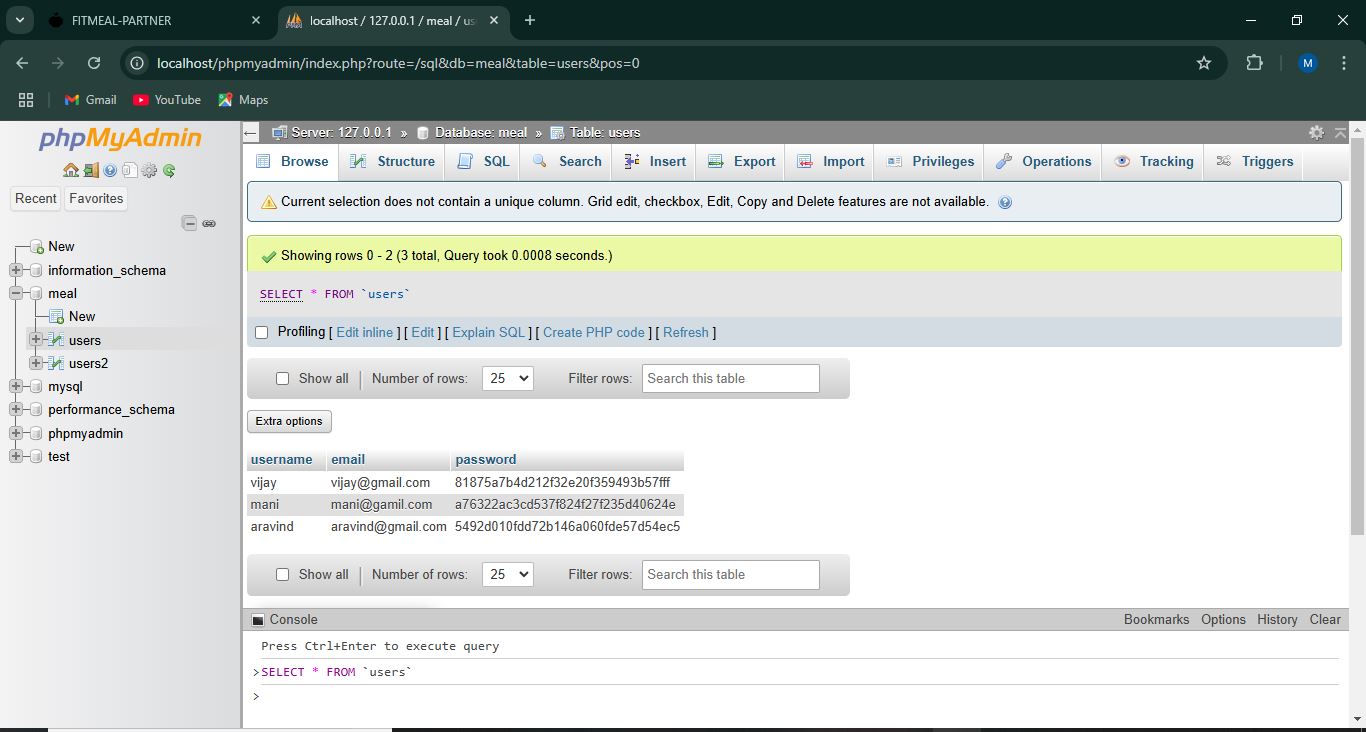 FITMEAL-PARTNER
localhost / 127.0.0.1 / meal / us
localhost/phpmyadmin/index.php?route=/sql&db=meal&table=users&pos=0
M
Gmail YouTube Maps
phpMyAdmin
Recent Favorites
New
information_schema
meal
New
users
users2
mysql
performance_schema
phpmyadmin
test
Server: 127.0.0.1 » Database: meal » Table: users
Browse Structure SQL Search Insert Export Import Privileges Operations Tracking Triggers
Current selection does not contain a unique column. Grid edit, checkbox, Edit, Copy and Delete features are not available.
Showing rows 0 - 2 (3 total, Query took 0.0008 seconds.)
SELECT * FROM `users`
Profiling [ Edit inline ] [ Edit ] [ Explain SQL ] [ Create PHP code ] [ Refresh ]
Show all Number of rows: 25 Filter rows: Search this table
Extra options
username email password
vijay vijay@gmail.com 81875a7b4d212f32e20f359493b57fff
mani mani@gamil.com a76322ac3cd537f824f27f235d40624e
aravind aravind@gmail.com 5492d010fdd72b146a060fde57d54ec5
Show all Number of rows: 25 Filter rows: Search this table
Console Bookmarks Options History Clear
Press Ctrl+Enter to execute query
>SELECT * FROM `users`
>